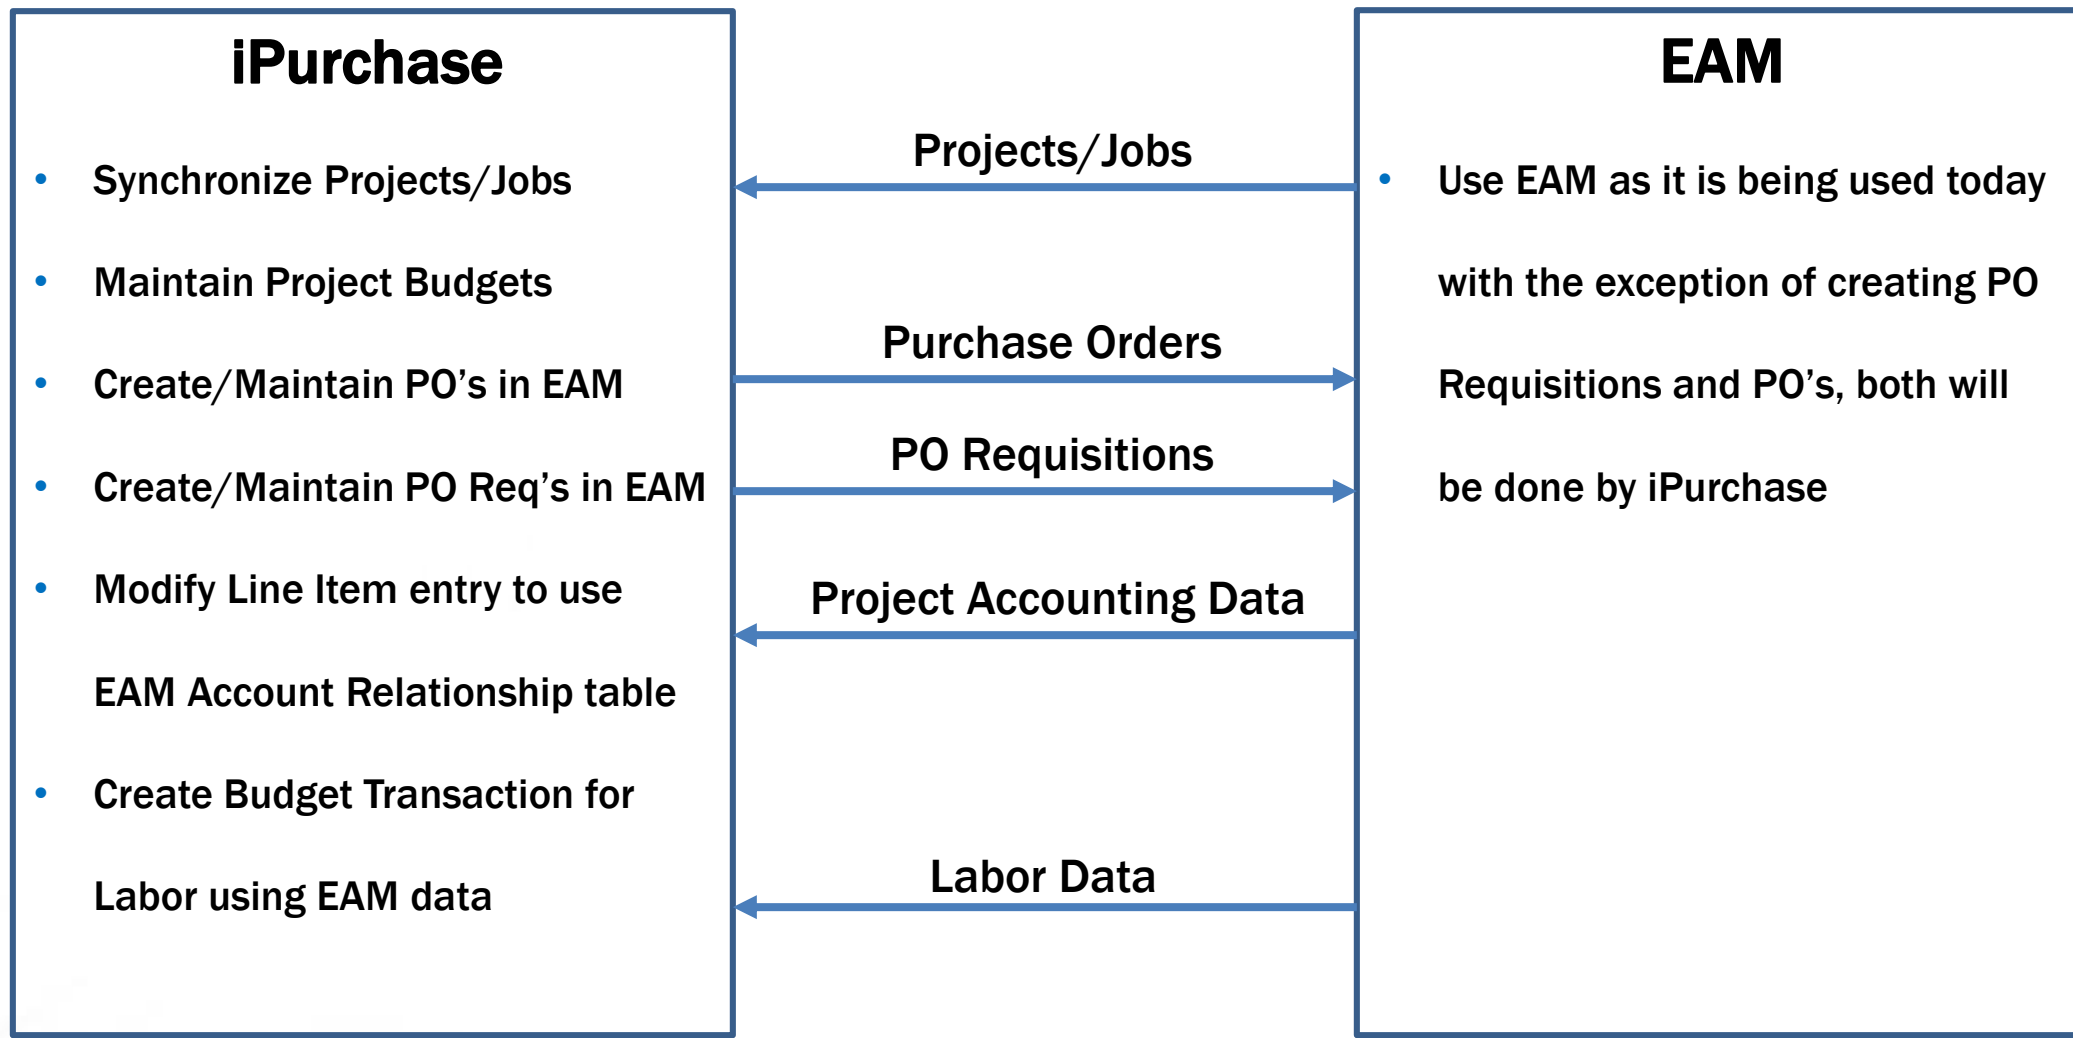 iPurchase
• Synchronize Projects/Jobs
• Maintain Project Budgets
• Create/Maintain PO’s in EAM
• Create/Maintain PO Req’s in EAM
• Modify Line Item entry to use
EAM Account Relationship table
• Create Budget Transaction for
Labor using EAM data
Projects/Jobs
Purchase Orders
PO Requisitions
Project Accounting Data
Labor Data
EAM
• Use EAM as it is being used today
with the exception of creating PO
Requisitions and PO’s, both will
be done by iPurchase